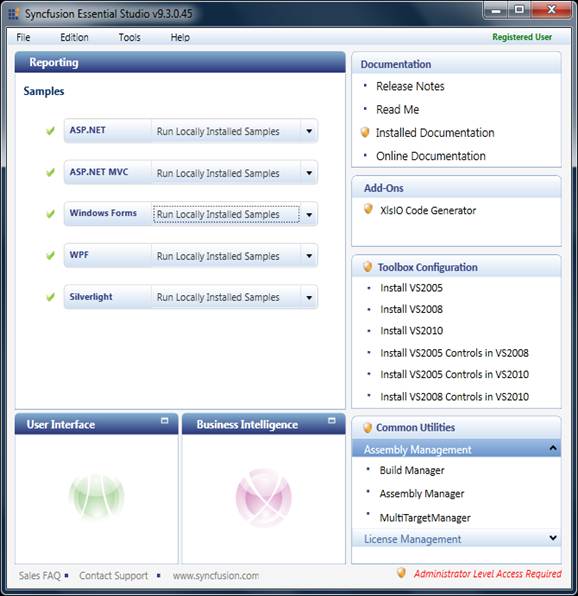 Syncfusion Essential Studio v9.3.0.45
File Edition Tools Help Registered User
Reporting
Samples
ASP.NET Run Locally Installed Samples
ASP.NET MVC Run Locally Installed Samples
Windows Forms Run Locally Installed Samples
WPF Run Locally Installed Samples
Silverlight Run Locally Installed Samples
User Interface
Business Intelligence
Documentation
Release Notes
Read Me
Installed Documentation
Online Documentation
Add-Ons
XlsIO Code Generator
Toolbox Configuration
Install VS2005
Install VS2008
Install VS2010
Install VS2005 Controls in VS2008
Install VS2005 Controls in VS2010
Install VS2008 Controls in VS2010
Common Utilities
Assembly Management
Build Manager
Assembly Manager
MultiTargetManager
License Management
Sales FAQ Contact Support www.syncfusion.com
Administrator Level Access Required